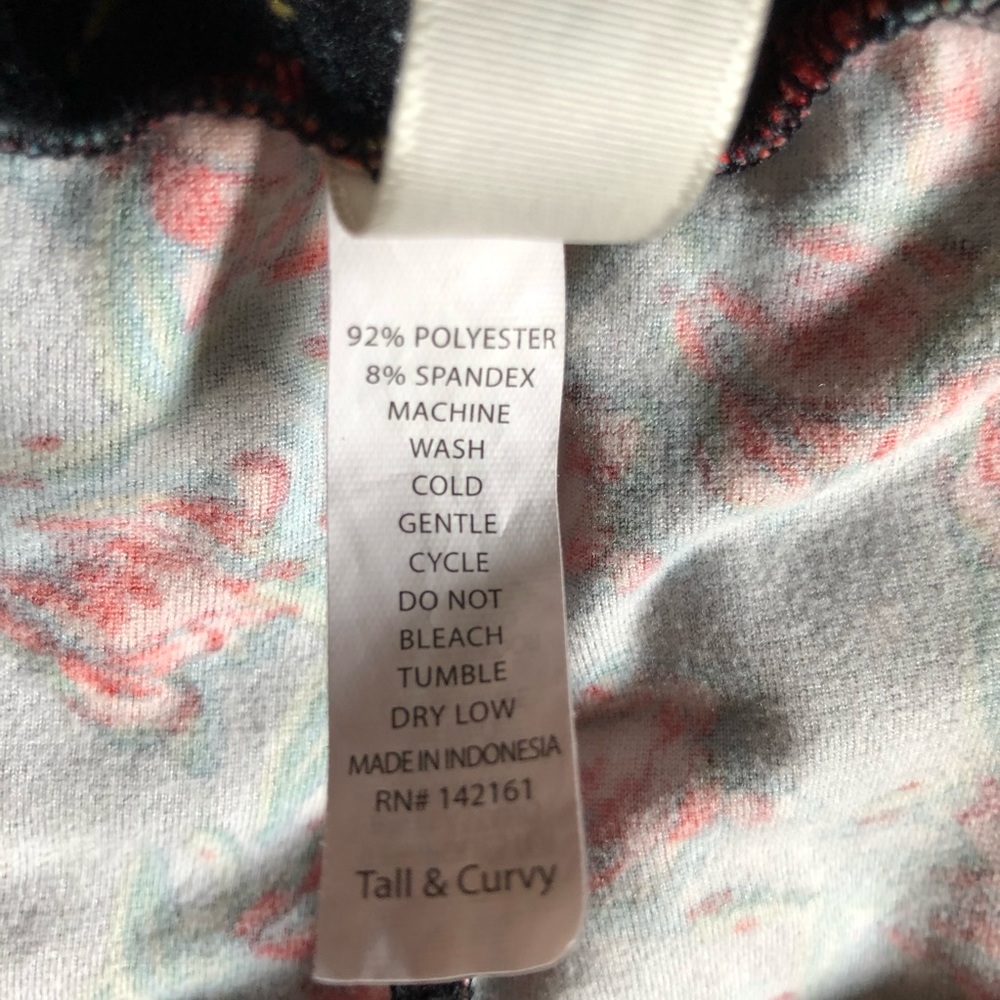 92% POLYESTER
8% SPANDEX
MACHINE
WASH
COLD
GENTLE
CYCLE
DO NOT
BLEACH
TUMBLE
DRY LOW
MADE IN INDONESIA
RN# 142161
Tall & Curvy